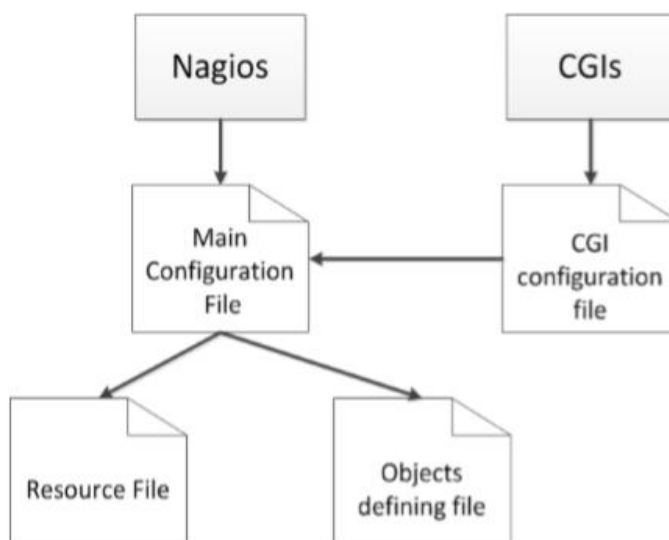 Nagios
CGIs
Main
Configuration
File
CGI
configuration
file
Resource File
Objects
defining file